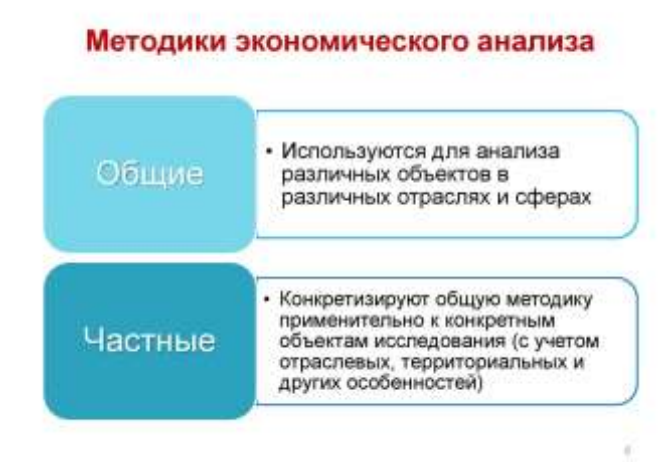 Методики экономического анализа
Общие
• Используются для анализа
различных объектов в
различных отраслях и сферах
Частные
• Конкретизируют общую методику
применительно к конкретным
объектам исследования (с учетом
отраслевых, территориальных и
других особенностей)